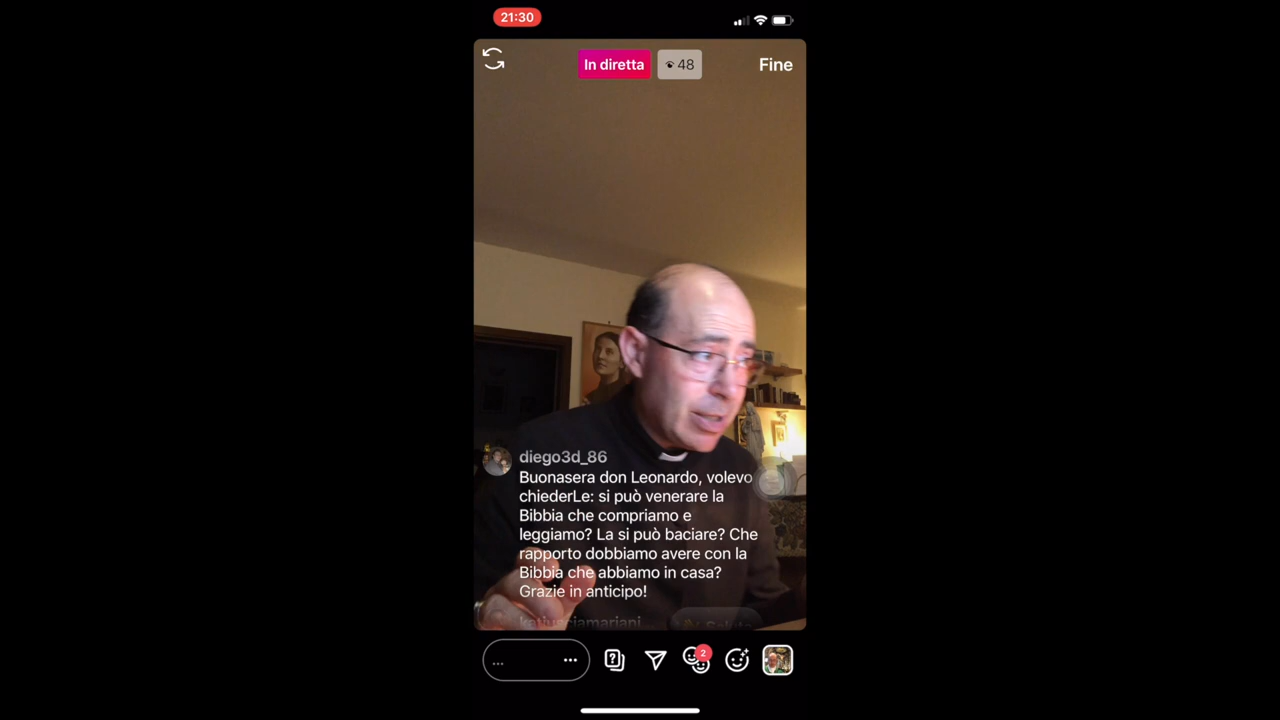 21:30
In diretta
48
Fine
diego3d_86
Buonasera don Leonardo, volevo
chiederLe: si può venerare la
Bibbia che compriamo e
leggiamo? La si può baciare? Che
rapporto dobbiamo avere con la
Bibbia che abbiamo in casa?
Grazie in anticipo!
...
2